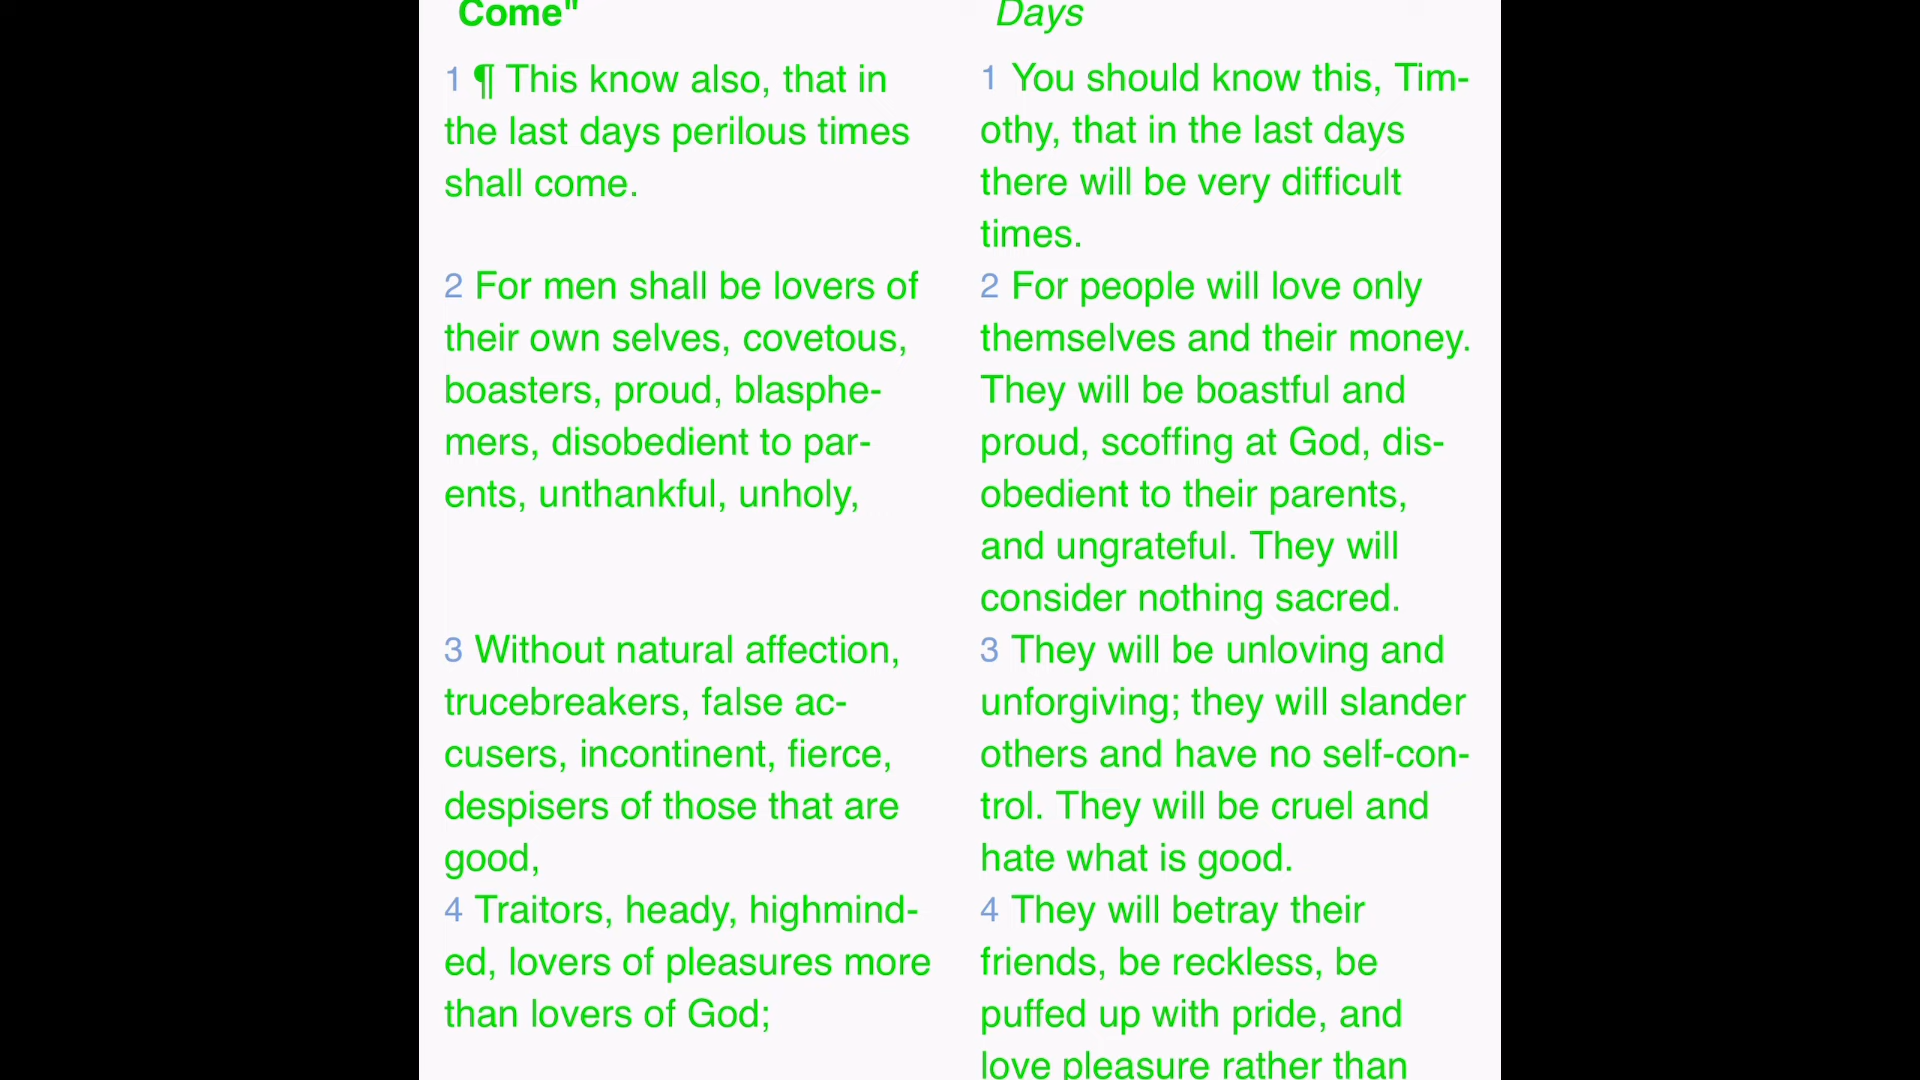 Come"
1 ¶ This know also, that in
the last days perilous times
shall come.
2 For men shall be lovers of
their own selves, covetous,
boasters, proud, blasphe-
mers, disobedient to par-
ents, unthankful, unholy,
3 Without natural affection,
trucebreakers, false ac-
cusers, incontinent, fierce,
despisers of those that are
good,
4 Traitors, heady, highmind-
ed, lovers of pleasures more
than lovers of God;
Days
1 You should know this, Tim-
othy, that in the last days
there will be very difficult
times.
2 For people will love only
themselves and their money.
They will be boastful and
proud, scoffing at God, dis-
obedient to their parents,
and ungrateful. They will
consider nothing sacred.
3 They will be unloving and
unforgiving; they will slander
others and have no self-con-
trol. They will be cruel and
hate what is good.
4 They will betray their
friends, be reckless, be
puffed up with pride, and
love pleasure rather than